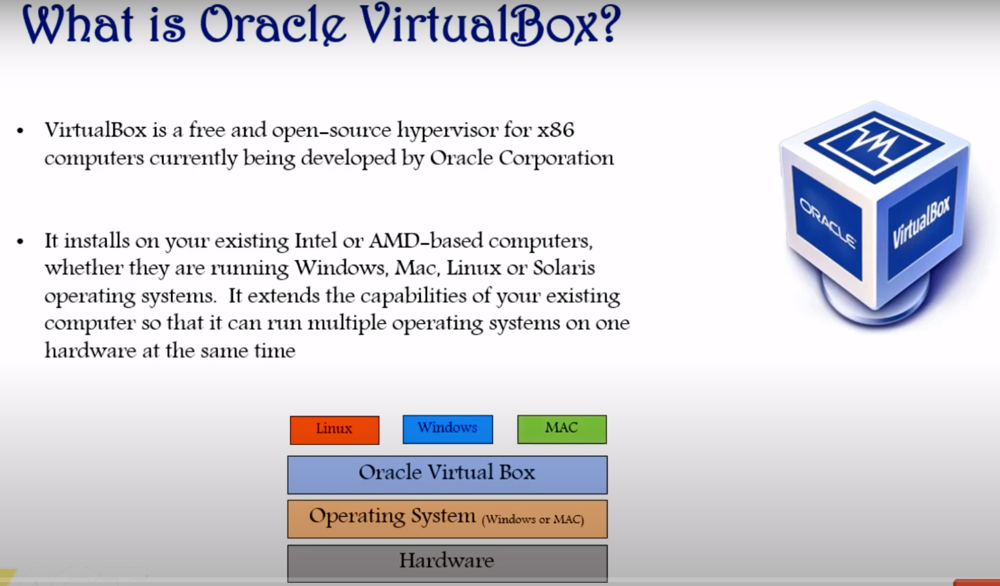 What is Oracle VirtualBox?
• VirtualBox is a free and open-source hypervisor for x86
computers currently being developed by Oracle Corporation
• It installs on your existing Intel or AMD-based computers,
whether they are running Windows, Mac, Linux or Solaris
operating systems.  It extends the capabilities of your existing
computer so that it can run multiple operating systems on one
hardware at the same time
ORACLE
VirtualBox
Linux
Windows
MAC
Oracle Virtual Box
Operating System (Windows or MAC)
Hardware